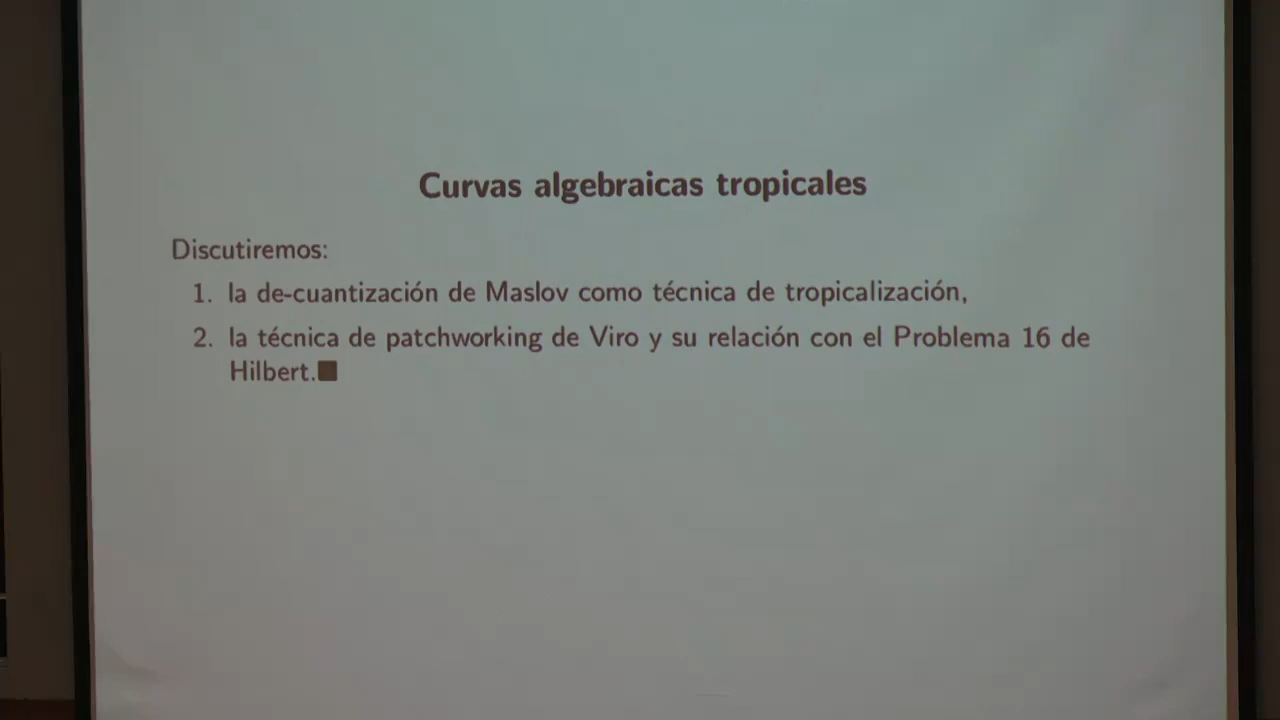 Curvas algebraicas tropicales
Discutiremos:
1. la de-cuantización de Maslov como técnica de tropicalización,
2. la técnica de patchworking de Viro y su relación con el Problema 16 de
Hilbert.